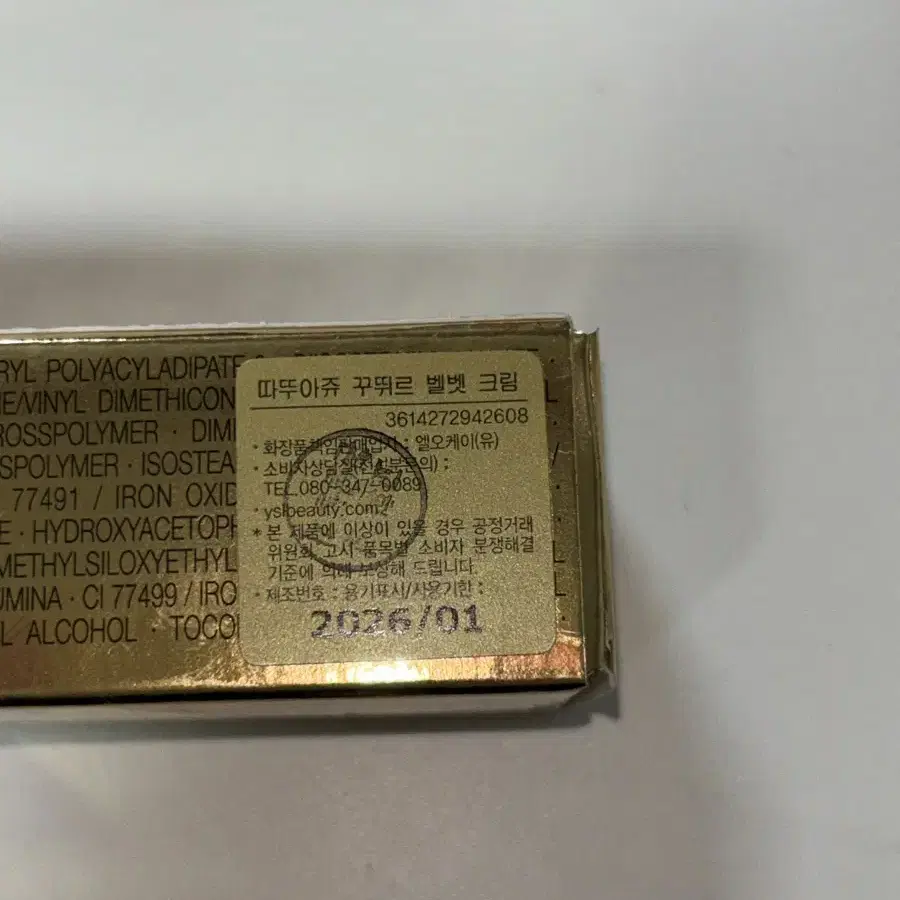 RYL POLYACYLADIPATE
E/VINYL DIMETHICON
ROSSPOLYMER · DIM
SPOLYMER · ISOSTEA
77491 / IRON OXID
E · HYDROXYACETOPH
METHYLSILOXYETHYL
UMINA · CI 77499 / IRO
L ALCOHOL · TOCO
따뚜아쥬 꾸뛰르 벨벳 크림
3614272942608
· 화장품책임판매업자 : 엘오케이(유)
· 소비자상담실(전성분문의) :
TEL.080-347-0089
· yslbeauty.com
* 본 제품에 이상이 있을 경우 공정거래
위원회 고시 품목별 소비자 분쟁해결
기준에 의해 보상해 드립니다.
· 제조번호 : 용기표시/사용기한 :
2026/01